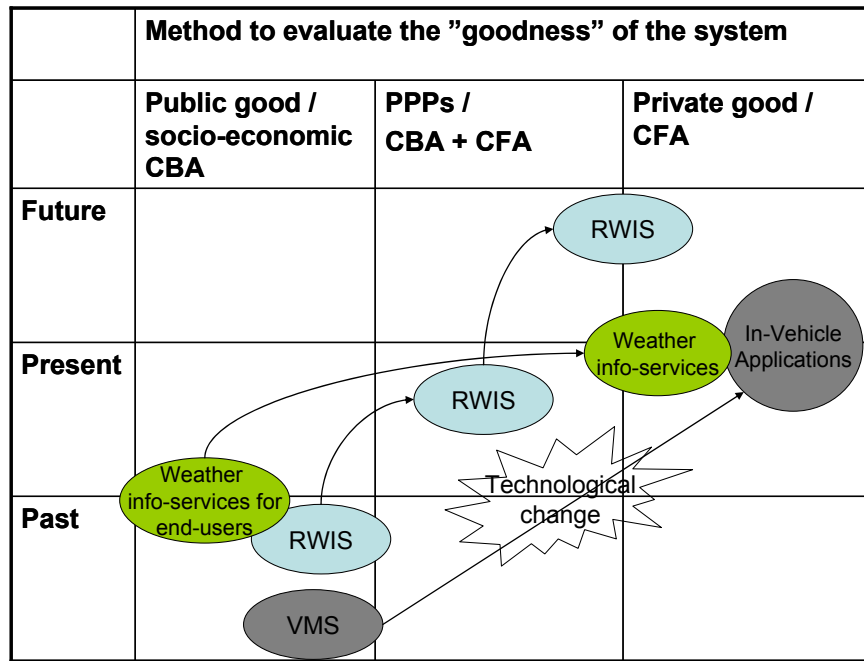 Method to evaluate the ”goodness” of the system
Public good /
socio-economic
CBA
PPPs /
CBA + CFA
Private good /
CFA
Future
RWIS
Weather
info-services
In-Vehicle
Applications
Present
RWIS
Weather
info-services for
end-users
Technological
change
Past
RWIS
VMS